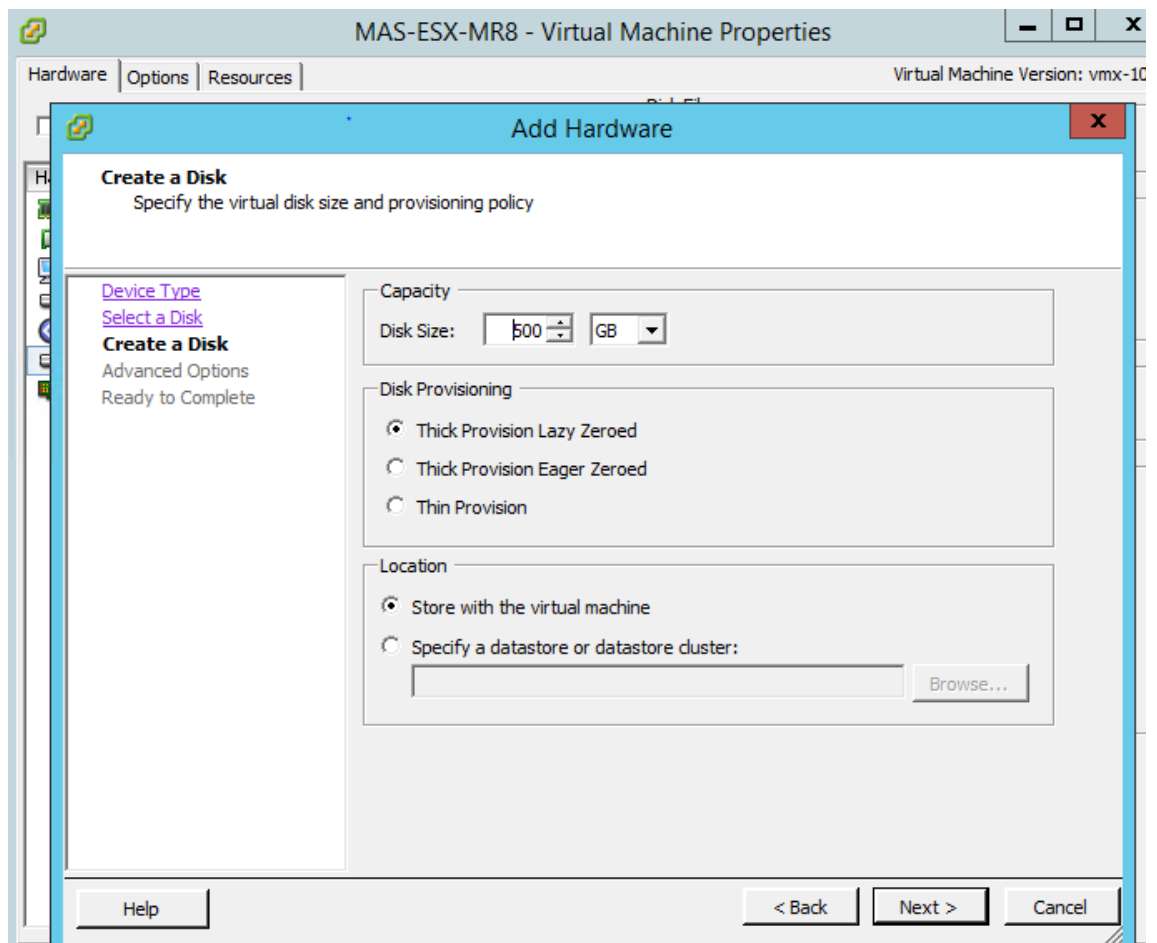 MAS-ESX-MR8 - Virtual Machine Properties
Hardware Options Resources
Virtual Machine Version: vmx-10
Add Hardware
Create a Disk
Specify the virtual disk size and provisioning policy
Device Type
Select a Disk
Create a Disk
Advanced Options
Ready to Complete
Capacity
Disk Size: 500 GB
Disk Provisioning
Thick Provision Lazy Zeroed
Thick Provision Eager Zeroed
Thin Provision
Location
Store with the virtual machine
Specify a datastore or datastore cluster:
Browse...
Help
< Back
Next >
Cancel